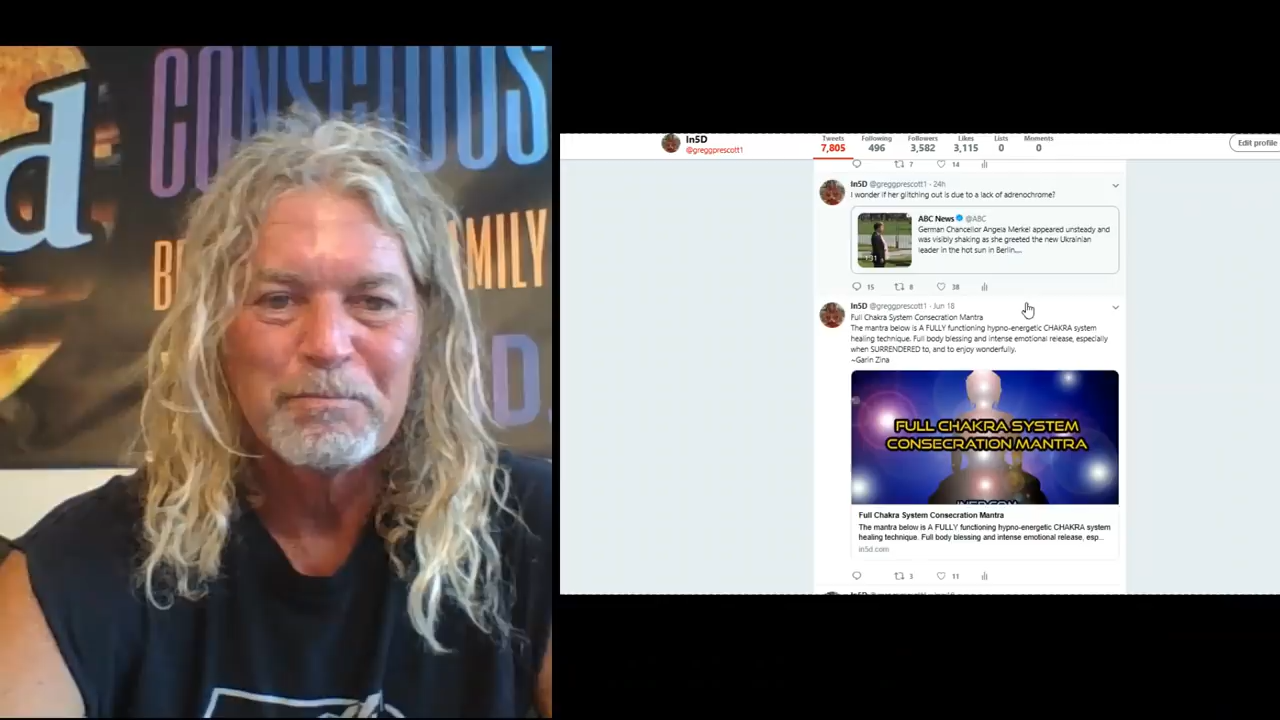 d
CONSCIOUS
B
AMILY
D.
In5D
@greggprescott1
Tweets
7,805
Following
496
Followers
3,582
Likes
3,115
Lists
0
Moments
0
Edit profile
7
14
In5D @greggprescott1 · 24h
I wonder if her glitching out is due to a lack of adrenochrome?
ABC News @ABC
German Chancellor Angela Merkel appeared unsteady and
was visibly shaking as she greeted the new Ukrainian
leader in the hot sun in Berlin....
1:31
15
8
38
In5D @greggprescott1 · Jun 18
Full Chakra System Consecration Mantra
The mantra below is A FULLY functioning hypno-energetic CHAKRA system
healing technique. Full body blessing and intense emotional release, especially
when SURRENDERED to, and to enjoy wonderfully.
~Garin Zina
FULL CHAKRA SYSTEM
CONSECRATION MANTRA
IN5D.COM
Full Chakra System Consecration Mantra
The mantra below is A FULLY functioning hypno-energetic CHAKRA system
healing technique. Full body blessing and intense emotional release, esp...
in5d.com
3
11